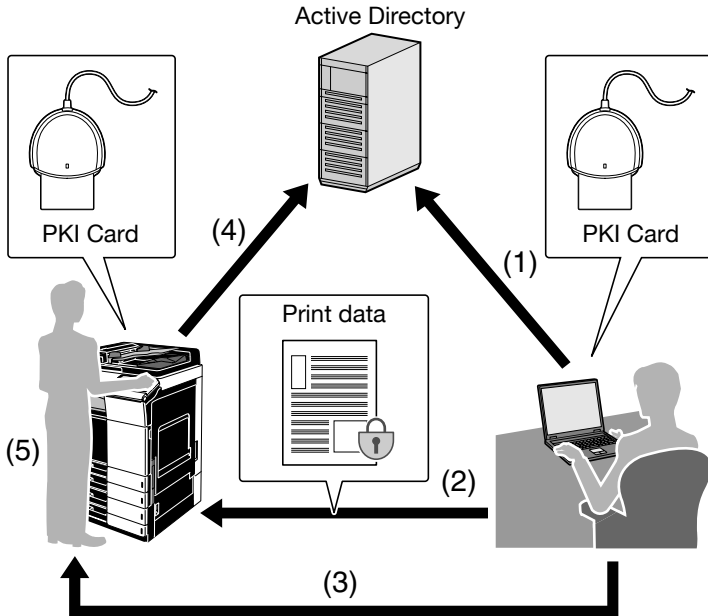 Active Directory
PKI Card
PKI Card
(4)
(1)
Print data
(5)
(2)
(3)